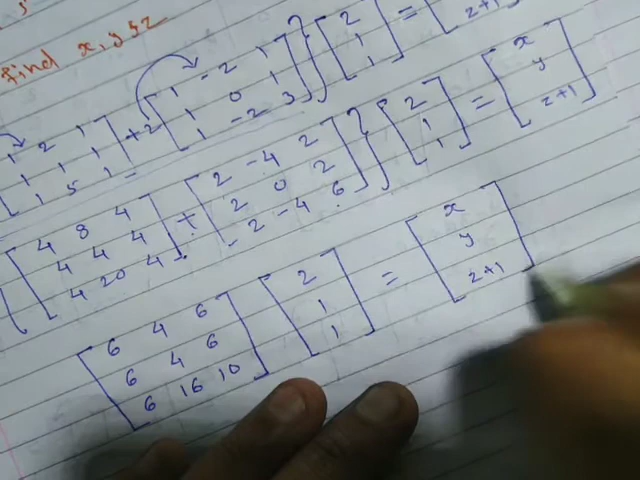 find x, y & z
1 2 1 1 -2 1 2
1 1 1 +2 1 0 1 1 =
1 5 1 1 -2 3 1 z+1
4 8 4 2 -4 2 2 x
4 4 4 + 2 0 2 1 = y
4 20 4 2 -4 6 1 z+1
6 4 6 2 x
6 4 6 1 = y
6 16 10 1 z+1